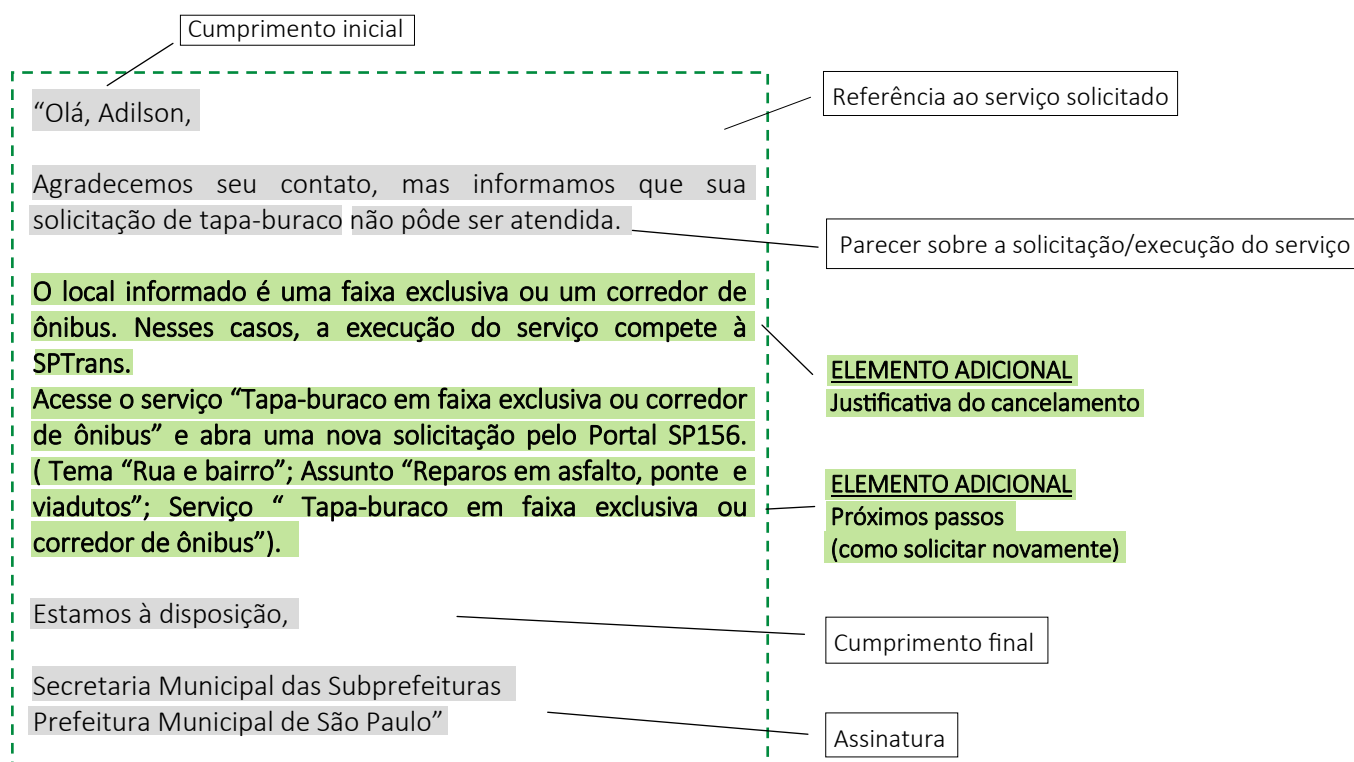 Cumprimento inicial
“Olá, Adilson,
Referência ao serviço solicitado
Agradecemos seu contato, mas informamos que sua
solicitação de tapa-buraco não pôde ser atendida.
Parecer sobre a solicitação/execução do serviço
O local informado é uma faixa exclusiva ou um corredor de
ônibus. Nesses casos, a execução do serviço compete à
SPTrans.
Acesse o serviço “Tapa-buraco em faixa exclusiva ou corredor
de ônibus” e abra uma nova solicitação pelo Portal SP156.
( Tema “Rua e bairro”; Assunto “Reparos em asfalto, ponte e
viadutos”; Serviço “ Tapa-buraco em faixa exclusiva ou
corredor de ônibus”).
ELEMENTO ADICIONAL
Justificativa do cancelamento
ELEMENTO ADICIONAL
Próximos passos
(como solicitar novamente)
Estamos à disposição,
Cumprimento final
Secretaria Municipal das Subprefeituras
Prefeitura Municipal de São Paulo”
Assinatura